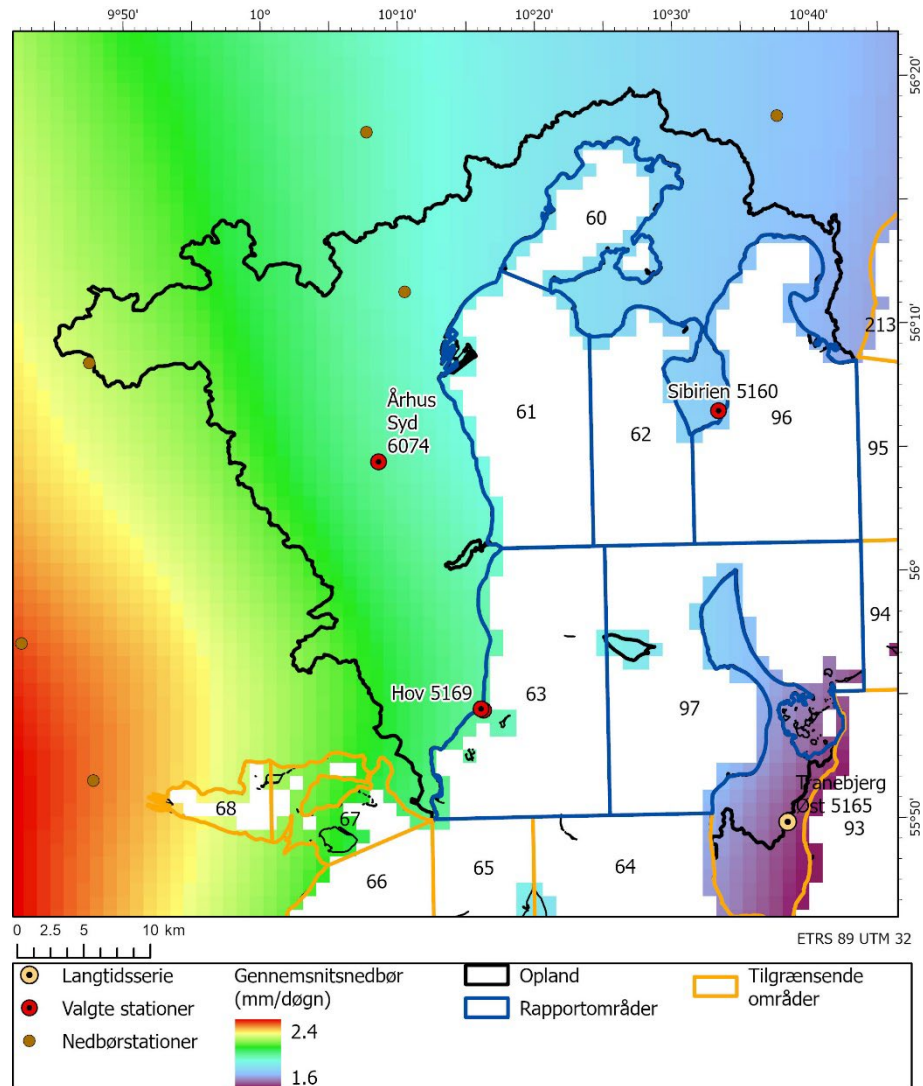 9°50'
10°
10°10'
10°20'
10°30'
10°40'
56°20'
60
56°10'
213
Sibirien 5160
Århus
Syd
6074
61
62
96
95
56°
94
Hov 5169
63
97
Tranebjerg
Øst 5165
93
68
67
55°50'
66
65
64
0 2.5 5 10 km
ETRS 89 UTM 32
Langtidsserie
Valgte stationer
Nedbørstationer
Gennemsnitsnedbør
(mm/døgn)
2.4
1.6
Opland
Rapportområder
Tilgrænsende
områder